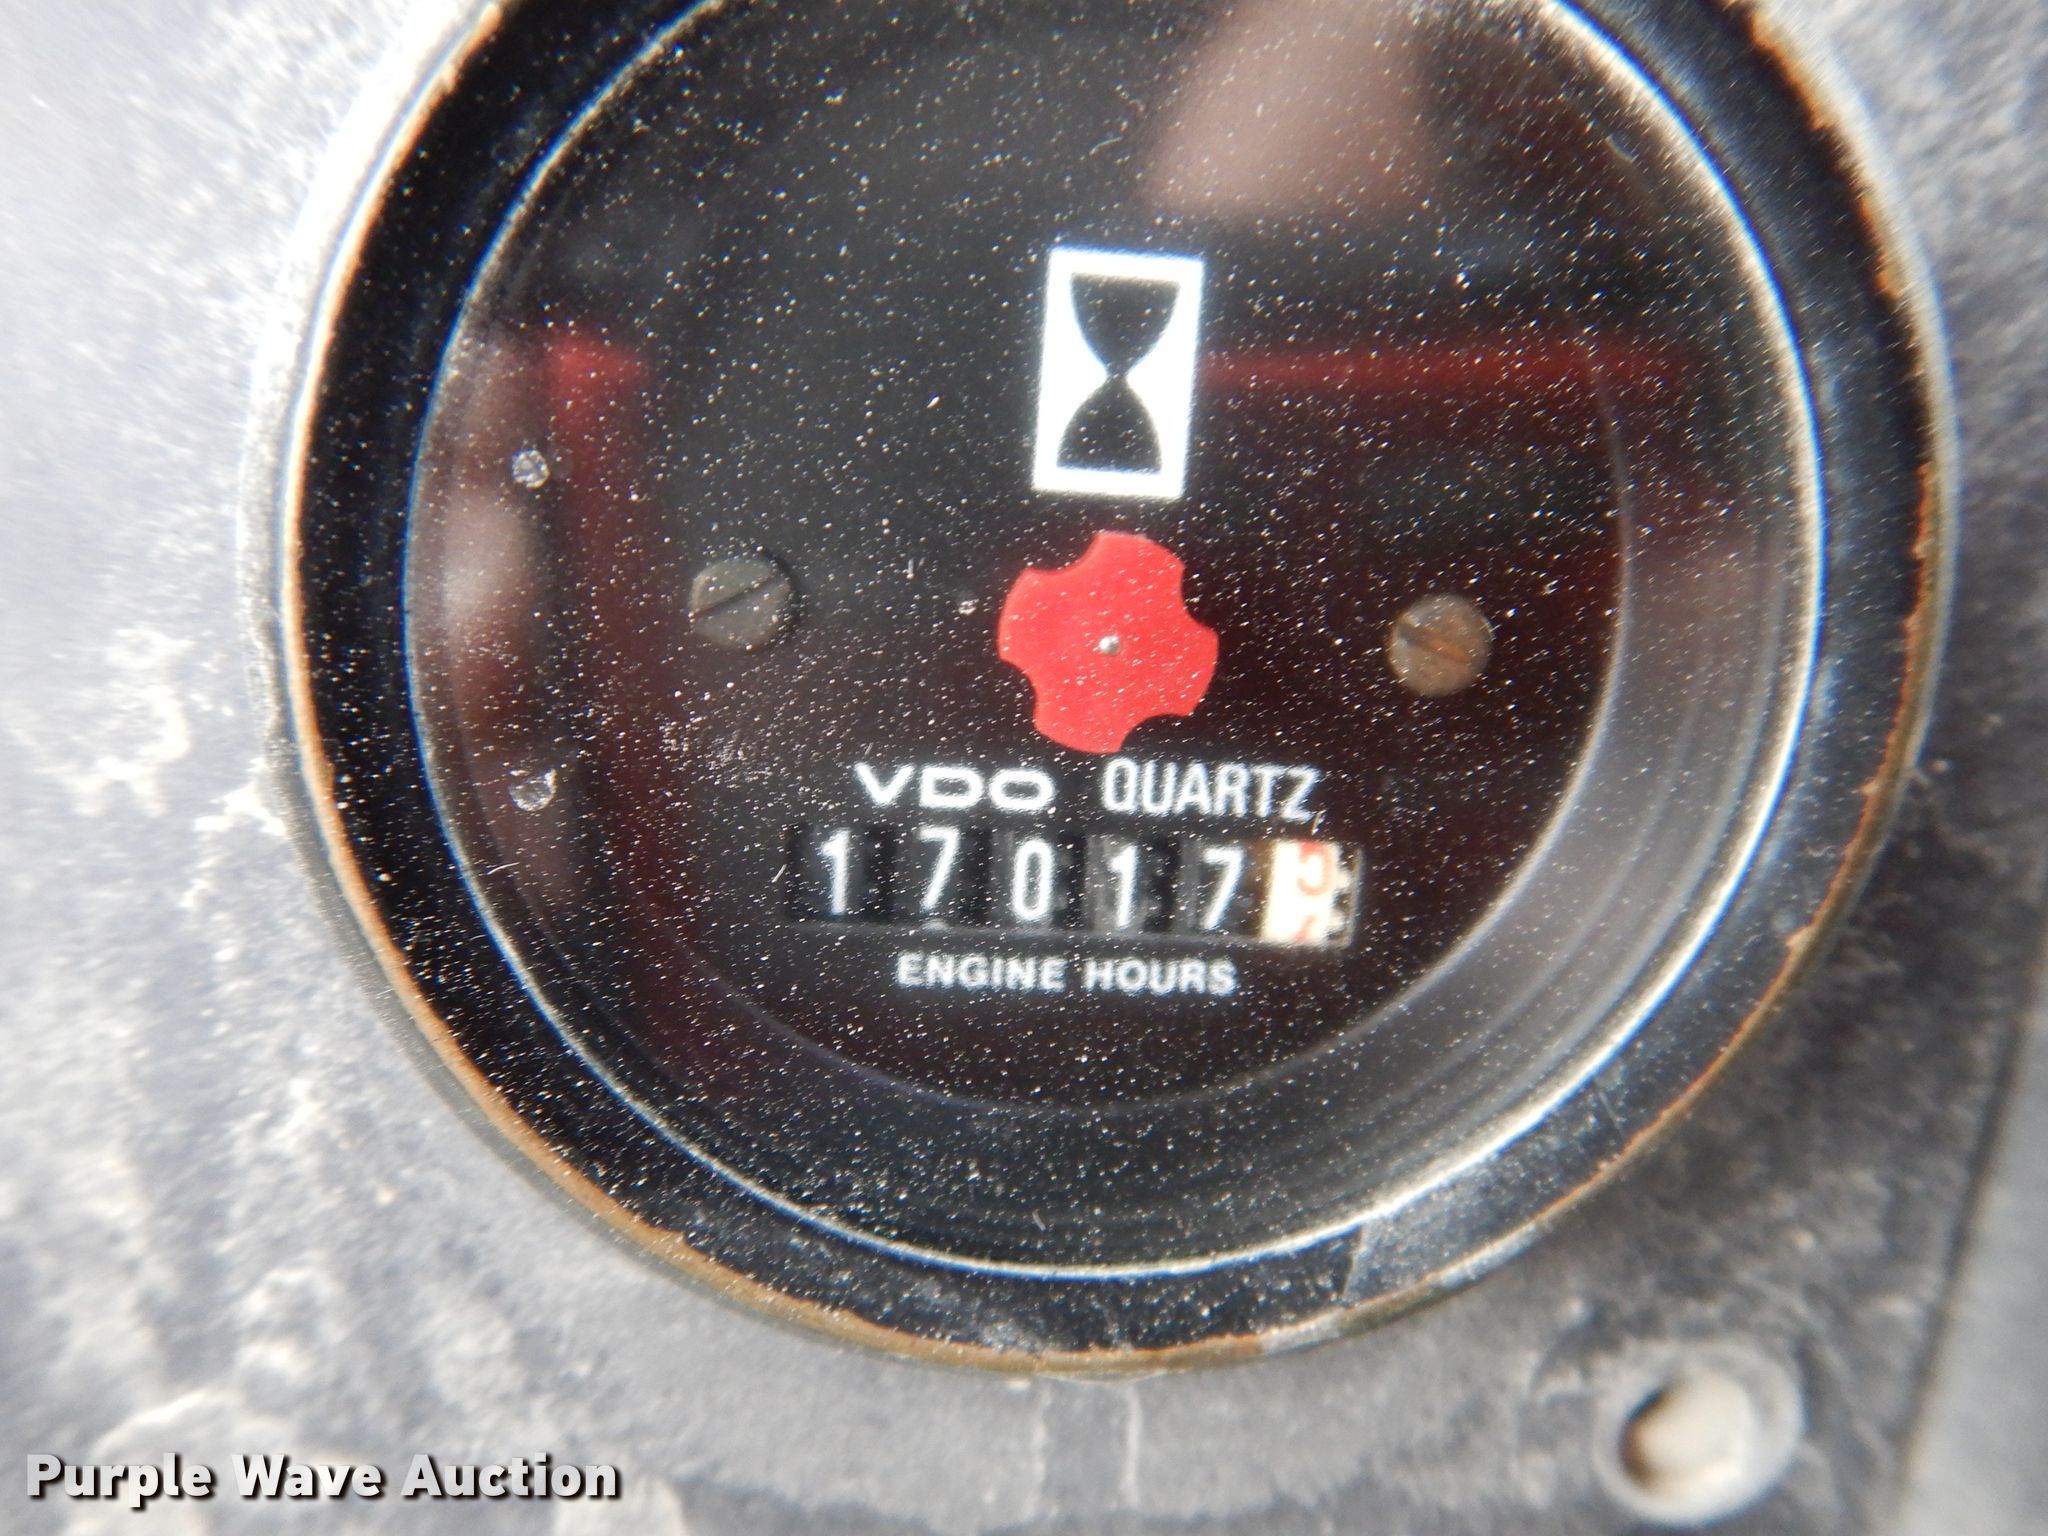 VDO QUARTZ
17017
ENGINE HOURS
Purple Wave Auction